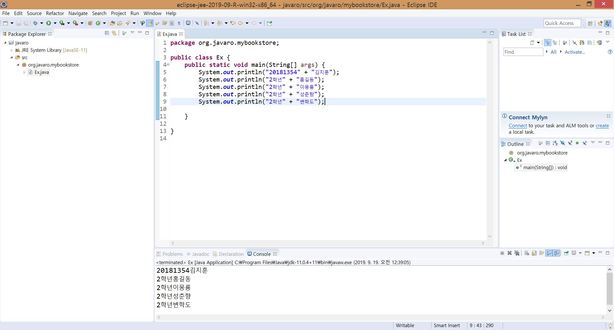 eclipse-jee-2019-09-R-win32-x86_64 - javaro/src/org/javaro/mybookstore/Ex.java - Eclipse IDE
File Edit Source Refactor Navigate Search Project Run Window Help
Quick Access
Package Explorer
javaro
JRE System Library [JavaSE-11]
src
org.javaro.mybookstore
Ex.java
Ex.java
1 package org.javaro.mybookstore;
2
3 public class Ex {
4 public static void main(String[] args) {
5 System.out.println("20181354" + "김지훈");
6 System.out.println("2학년" + "홍길동");
7 System.out.println("2학년" + "이몽룡");
8 System.out.println("2학년" + "성춘향");
9 System.out.println("2학년" + "변학도");
10
11 }
12
13 }
14
Task List
Find All Activate...
Connect Mylyn
Connect to your task and ALM tools or create
a local task.
Outline
org.javaro.mybookstore
Ex
main(String[]) : void
Problems Javadoc Declaration Console
<terminated> Ex [Java Application] C:₩Program Files₩Java₩jdk-11.0.4+11₩bin₩javaw.exe (2019. 9. 19. 오전 12:39:05)
20181354김지훈
2학년홍길동
2학년이몽룡
2학년성춘향
2학년변학도
Writable Smart Insert 9 : 43 : 290